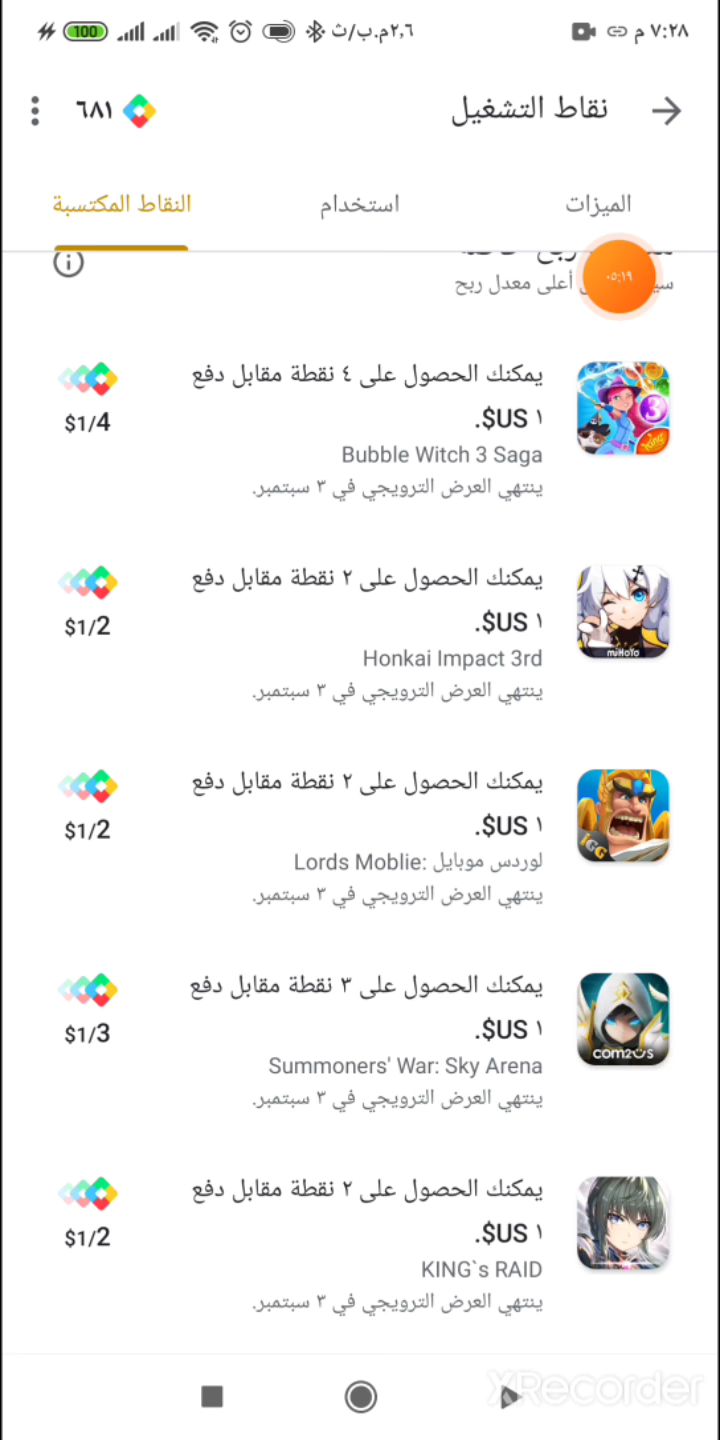 ٧:٢٨ م
٢,٦م.ب/ث
100
نقاط التشغيل
٦٨١
الميزات
استخدام
النقاط المكتسبة
٠٥:١٩
أعلى معدل ربح
يمكنك الحصول على ٤ نقطة مقابل دفع
١ US$.
Bubble Witch 3 Saga
ينتهي العرض الترويجي في ٣ سبتمبر.
$1/4
3
King
يمكنك الحصول على ٢ نقطة مقابل دفع
١ US$.
Honkai Impact 3rd
ينتهي العرض الترويجي في ٣ سبتمبر.
$1/2
miHoYo
يمكنك الحصول على ٢ نقطة مقابل دفع
١ US$.
لوردس موبايل :Lords Moblie
ينتهي العرض الترويجي في ٣ سبتمبر.
$1/2
IGG
يمكنك الحصول على ٣ نقطة مقابل دفع
١ US$.
Summoners' War: Sky Arena
ينتهي العرض الترويجي في ٣ سبتمبر.
$1/3
com2us
يمكنك الحصول على ٢ نقطة مقابل دفع
١ US$.
KING`s RAID
ينتهي العرض الترويجي في ٣ سبتمبر.
$1/2
XRecorder